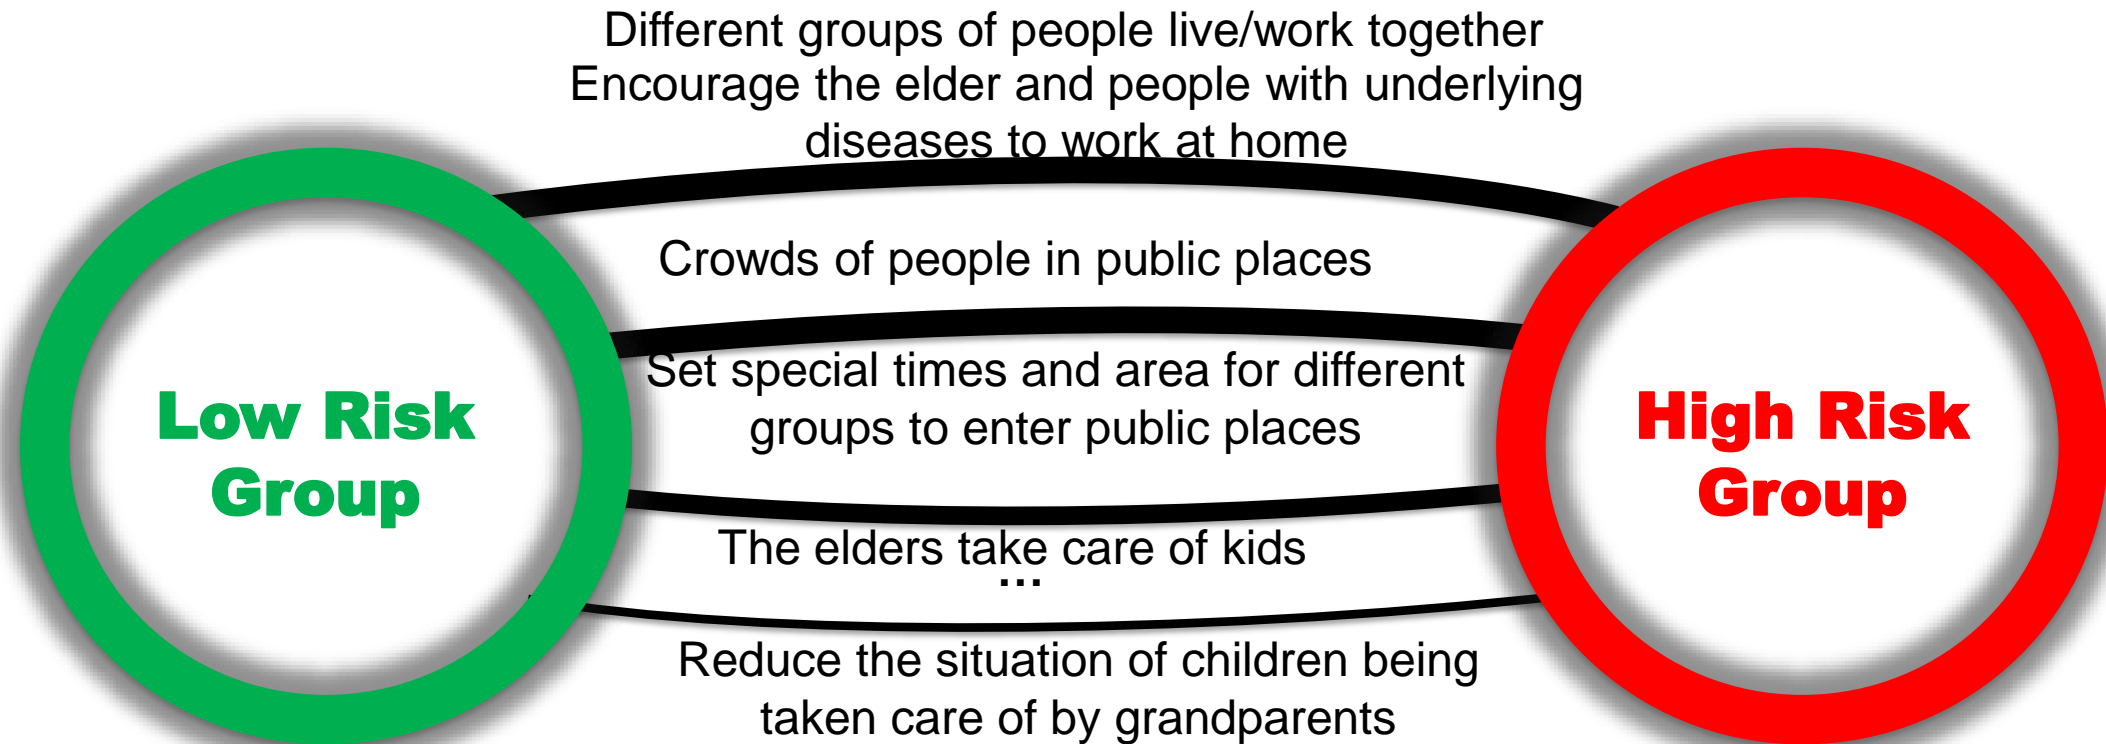 Different groups of people live/work together
Encourage the elder and people with underlying
diseases to work at home
Crowds of people in public places
Set special times and area for different
groups to enter public places
Low Risk
Group
High Risk
Group
The elders take care of kids
...
Reduce the situation of children being
taken care of by grandparents